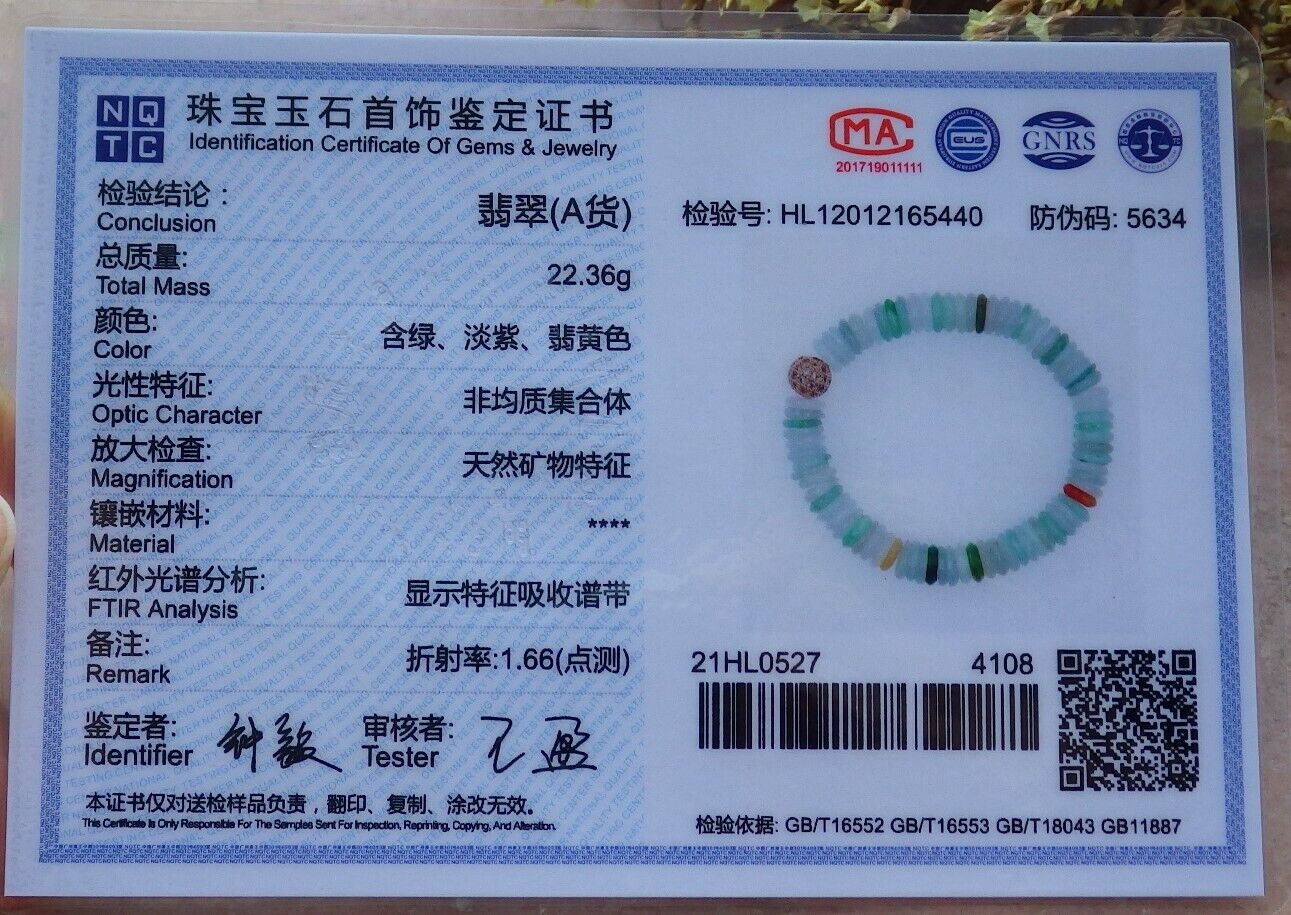 NQ
TC
珠宝玉石首饰鉴定证书
Identification Certificate Of Gems & Jewelry
MA
201719011111
EUS
GNRS
检验结论：
Conclusion
翡翠(A货)
检验号: HL12012165440 防伪码: 5634
总质量:
Total Mass
22.36g
颜色:
Color
含绿、淡紫、翡黄色
光性特征:
Optic Character
非均质集合体
放大检查:
Magnification
天然矿物特征
镶嵌材料:
Material
****
红外光谱分析:
FTIR Analysis
显示特征吸收谱带
备注:
Remark
折射率:1.66(点测)
鉴定者:
Identifier
审核者:
Tester
本证书仅对送检样品负责，翻印、复制、涂改无效。
This Certificate Is Only Responsible For The Samples Sent For Inspection, Reprinting, Copying, And Alteration.
21HL0527 4108
检验依据: GB/T16552 GB/T16553 GB/T18043 GB11887